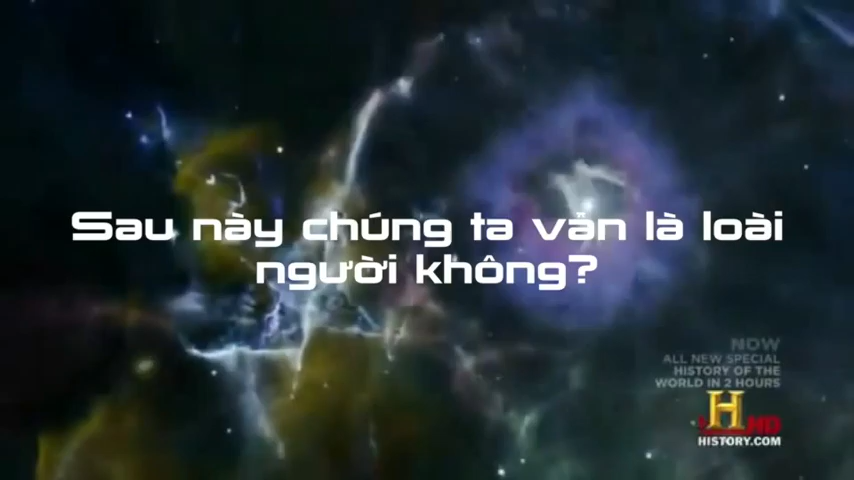 Sau này chúng ta vẫn là loài
người không?
NOW
ALL NEW SPECIAL
HISTORY OF THE
WORLD IN 2 HOURS
H HD
HISTORY.COM